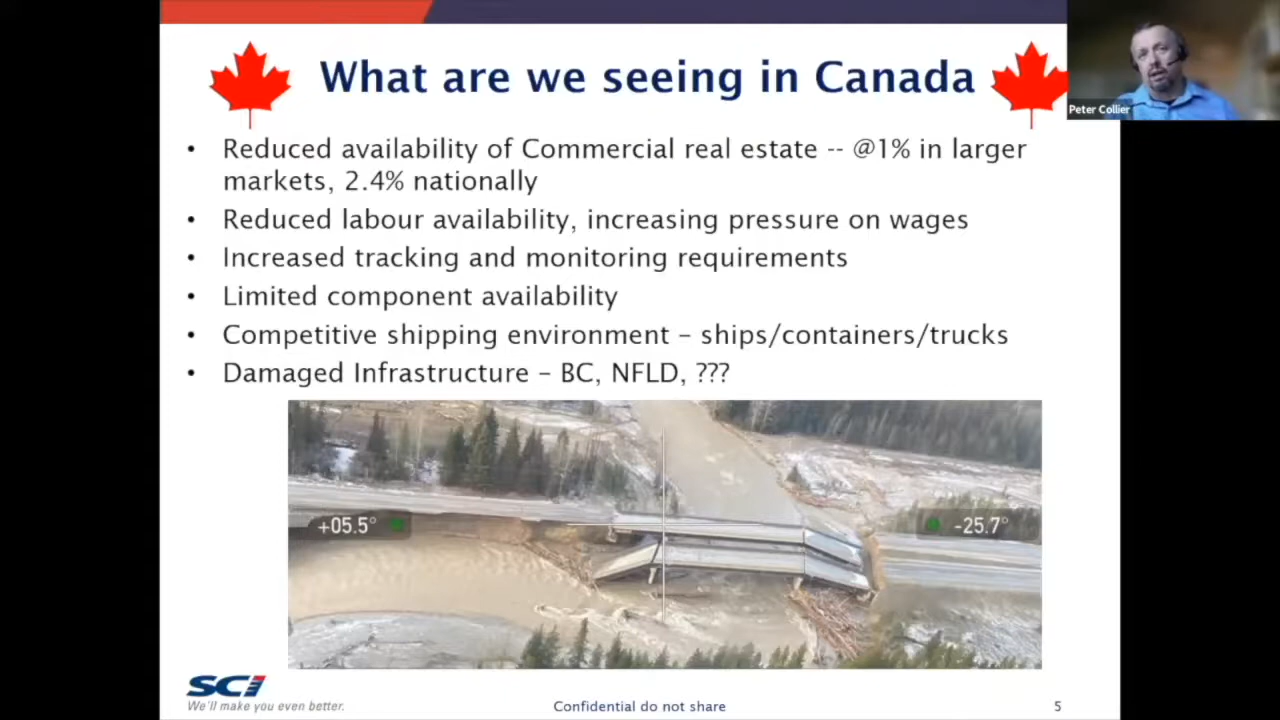 What are we seeing in Canada
Peter Collier
• Reduced availability of Commercial real estate -- @1% in larger
markets, 2.4% nationally
• Reduced labour availability, increasing pressure on wages
• Increased tracking and monitoring requirements
• Limited component availability
• Competitive shipping environment – ships/containers/trucks
• Damaged Infrastructure – BC, NFLD, ???
+05.5°
-25.7°
SCI
We'll make you even better.
Confidential do not share
5